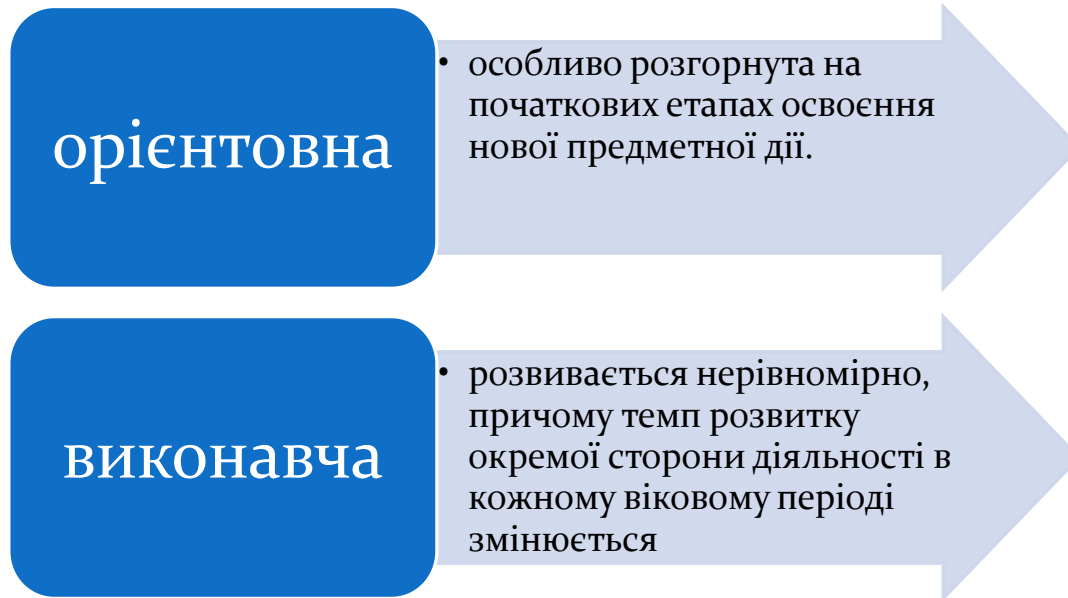 орієнтовна
• особливо розгорнута на
початкових етапах освоєння
нової предметної дії.
виконавча
• розвивається нерівномірно,
причому темп розвитку
окремої сторони діяльності в
кожному віковому періоді
змінюється